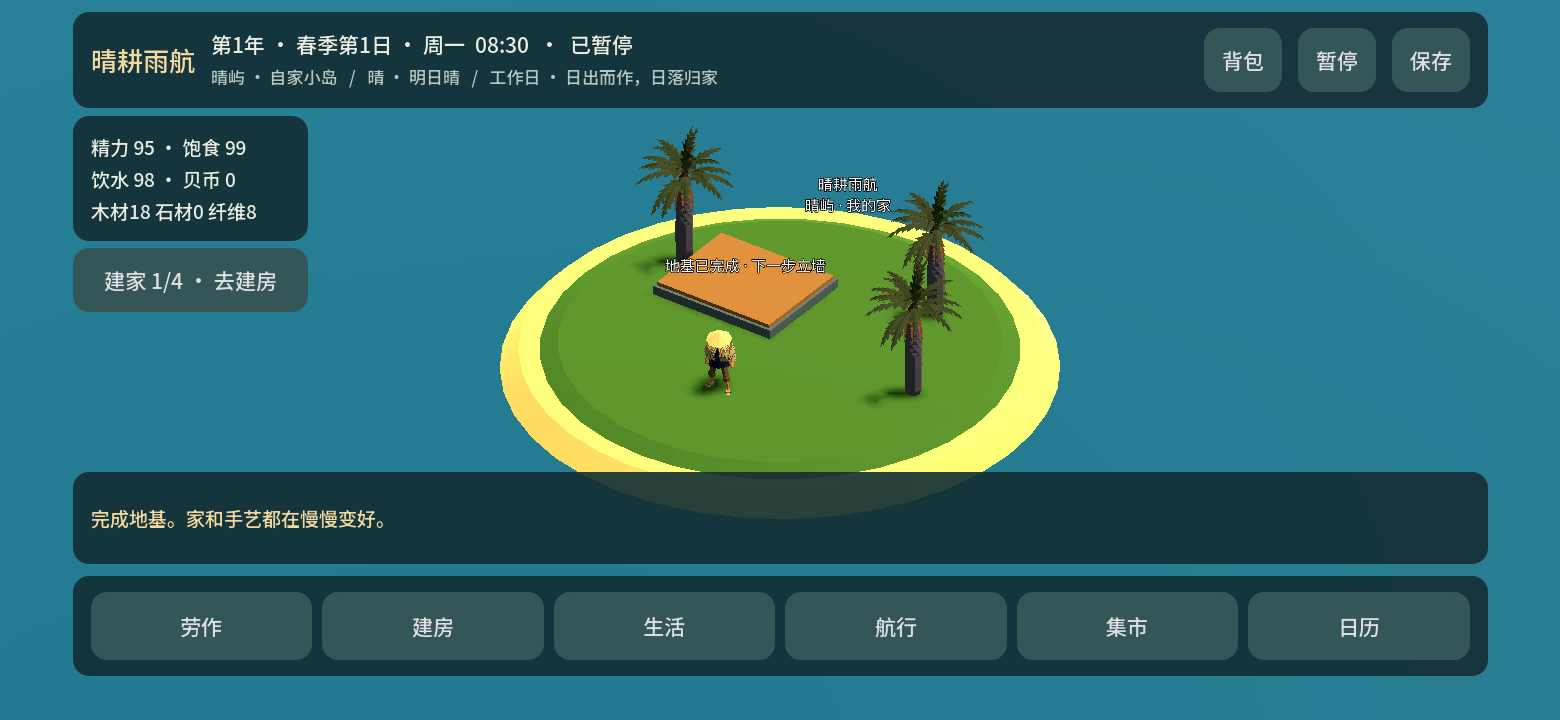 晴耕雨航
第1年 · 春季第1日 · 周一 08:30 · 已暂停
晴屿 · 自家小岛 / 晴 · 明日晴 / 工作日 · 日出而作，日落归家
背包
暂停
保存
精力 95 · 饱食 99
饮水 98 · 贝币 0
木材18 石材0 纤维8
建家 1/4 · 去建房
晴耕雨航
晴屿 · 我的家
地基已完成 · 下一步立墙
完成地基。家和手艺都在慢慢变好。
劳作
建房
生活
航行
集市
日历